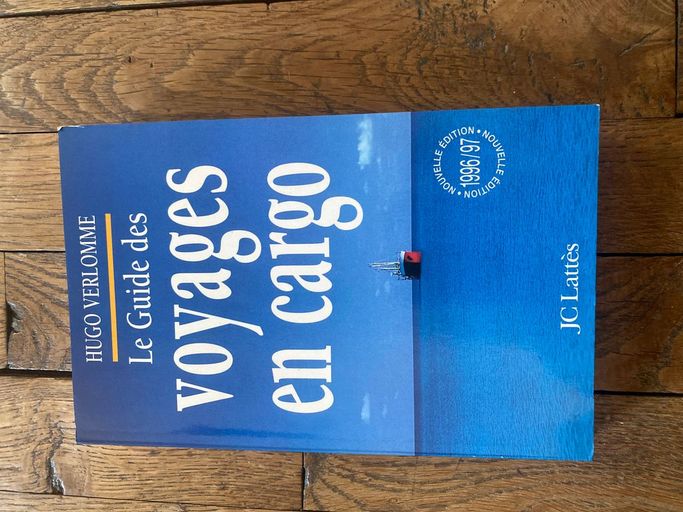 HUGO VERLOMME
Le Guide des
voyages
en cargo
• NOUVELLE ÉDITION • NOUVELLE ÉDITION
1996/97
JC Lattès